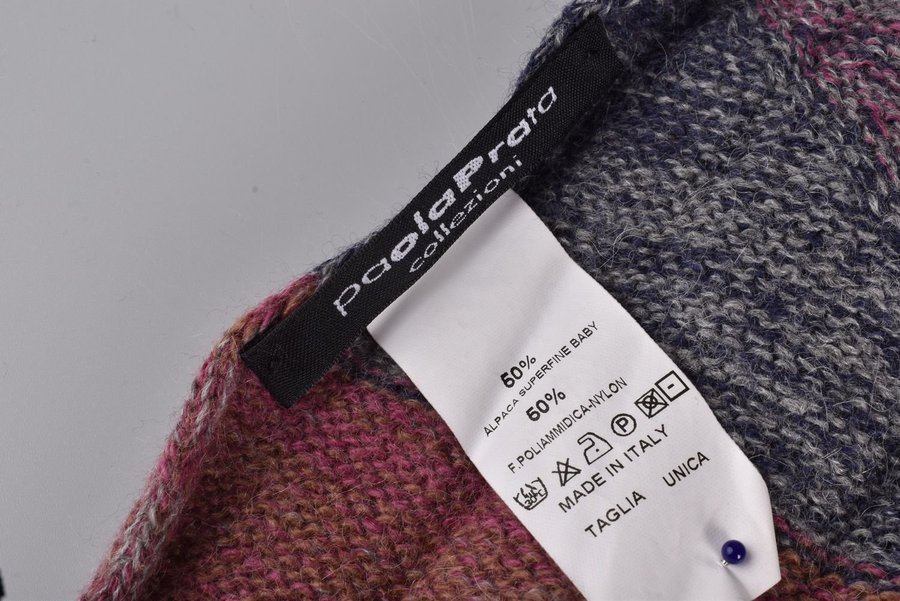 paolaPrata
collezioni
50%
ALPACA SUPERFINE BABY
50%
F.POLIAMMIDICA-NYLON
P
MADE IN ITALY
TAGLIA UNICA